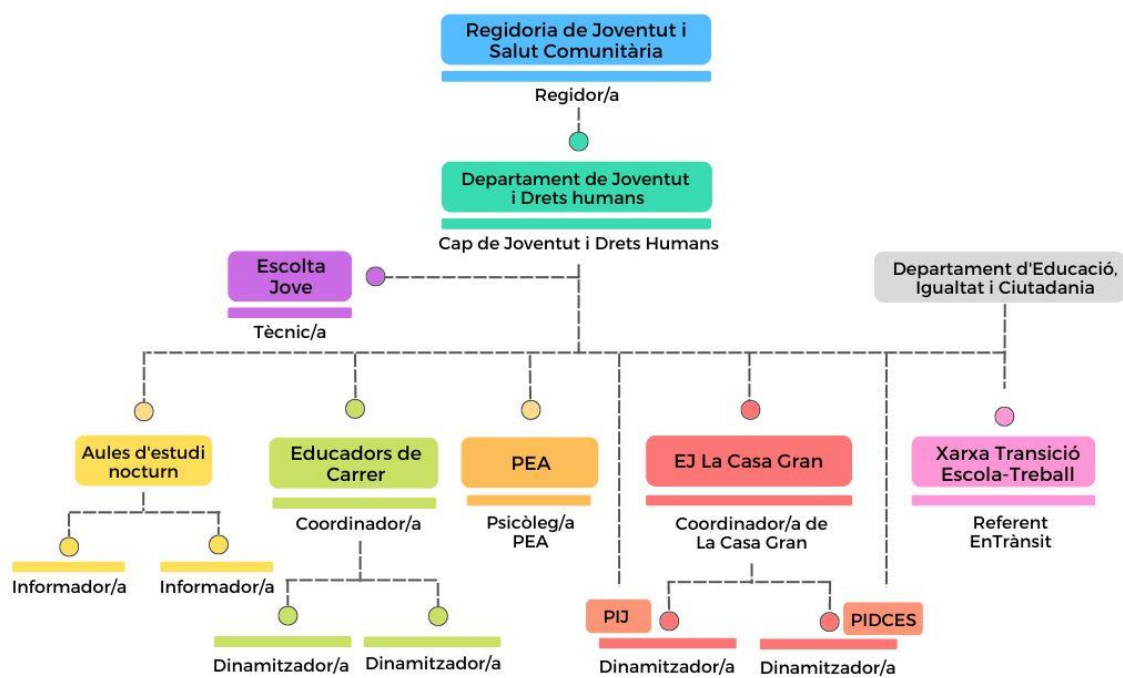 Regidoria de Joventut i
Salut Comunitària
Regidor/a
Departament de Joventut
i Drets humans
Cap de Joventut i Drets Humans
Escolta
Jove
Tècnic/a
Departament d'Educació,
Igualtat i Ciutadania
Aules d'estudi
nocturn
Informador/a
Informador/a
Educadors de
Carrer
Coordinador/a
Dinamitzador/a
Dinamitzador/a
PEA
Psicòleg/a
PEA
EJ La Casa Gran
Coordinador/a de
La Casa Gran
PIJ
Dinamitzador/a
PIDCES
Dinamitzador/a
Xarxa Transició
Escola-Treball
Referent
EnTrànsit